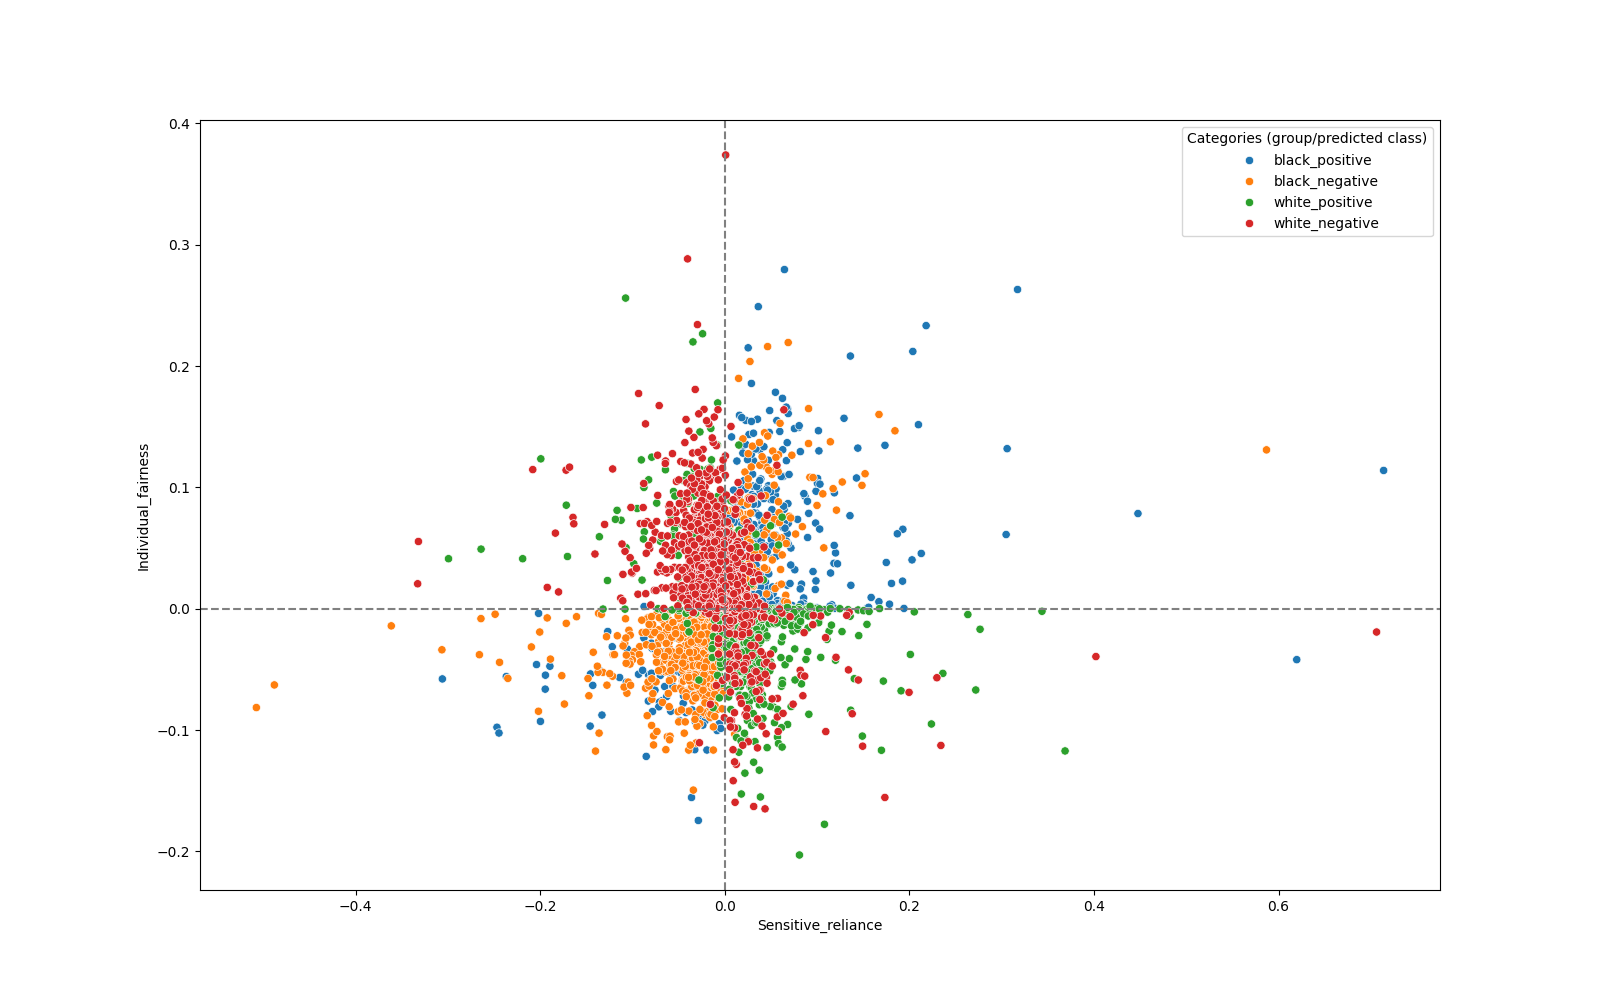 Categories (group/predicted class)
black_positive
black_negative
white_positive
white_negative
0.4
0.3
0.2
0.1
0.0
−0.1
−0.2
Individual_fairness
−0.4
−0.2
0.0
0.2
0.4
0.6
Sensitive_reliance